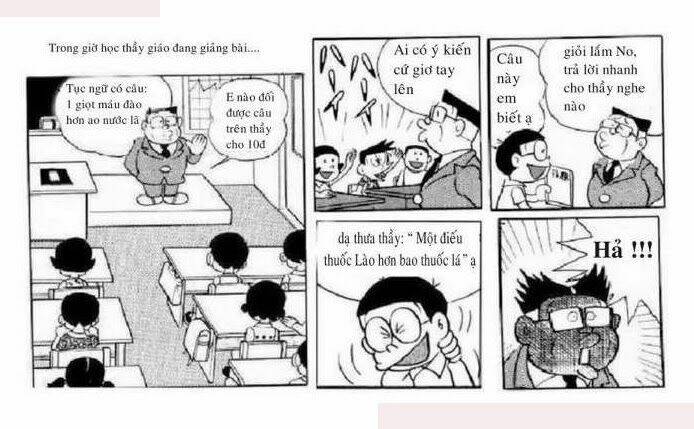 Trong giờ học thầy giáo đang giảng bài....
Tục ngữ có câu:
1 giọt máu đào
hơn ao nước lã
E nào đối
được câu
trên thầy
cho 10đ
Ai có ý kiến
cứ giơ tay
lên
Câu
này
em
biết ạ
giỏi lắm No,
trả lời nhanh
cho thầy nghe
nào
dạ thưa thầy: “ Một điếu
thuốc Lào hơn bao thuốc lá” ạ
Hả !!!